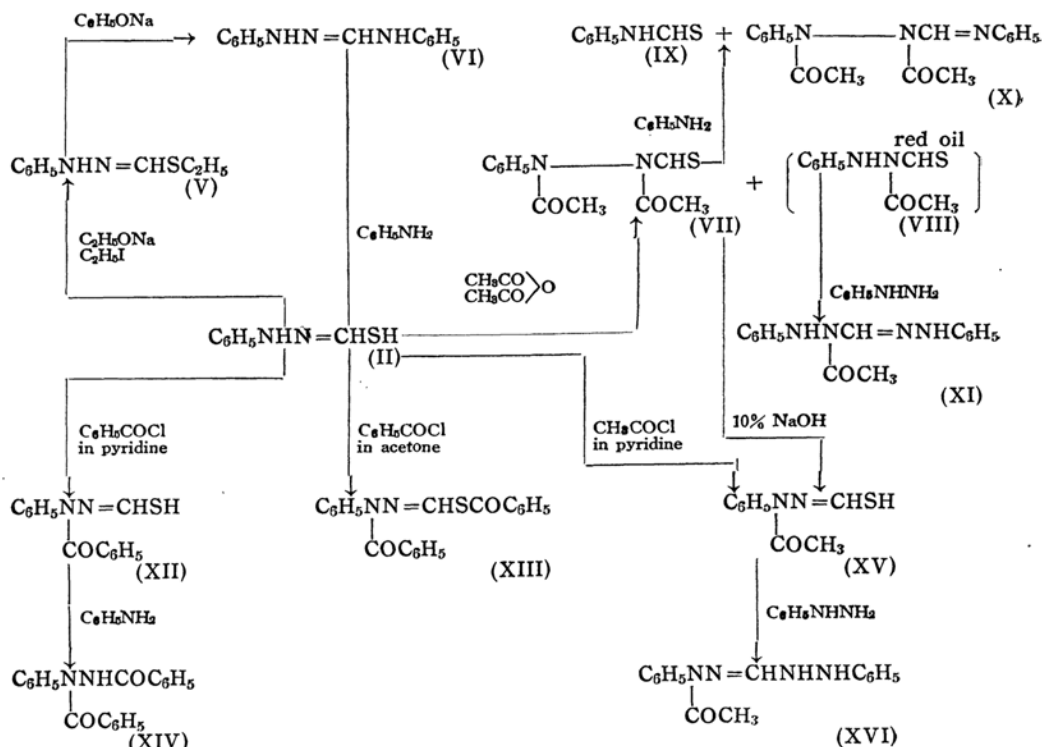 C₆H₅ONa
C₆H₅NHN=CHNHC₆H₅
(VI)
C₆H₅NHCHS + C₆H₅N NCH=NC₆H₅
(IX)
COCH₃ COCH₃
(X)
C₆H₅NH₂
C₆H₅NHN=CHSC₂H₅
(V)
C₆H₅N NCHS + C₆H₅NHNCHS
red oil
COCH₃ COCH₃ COCH₃
(VII) (VIII)
C₂H₅ONa
C₂H₅I
C₆H₅NH₂
CH₃CO
CH₃CO O
C₆H₅NHNH₂
C₆H₅NHN=CHSH
(II)
C₆H₅NHNCH=NNHC₆H₅
COCH₃
(XI)
C₆H₅COCl
in pyridine
C₆H₅COCl
in acetone
CH₃COCl
in pyridine
10% NaOH
C₆H₅NN=CHSH
COC₆H₅
(XII)
C₆H₅NN=CHSCOC₆H₅
COC₆H₅
(XIII)
C₆H₅NN=CHSH
COCH₃
(XV)
C₆H₅NH₂
C₆H₅NHNH₂
C₆H₅NNHCOC₆H₅
COC₆H₅
(XIV)
C₆H₅NN=CHNHNHC₆H₅
COCH₃
(XVI)